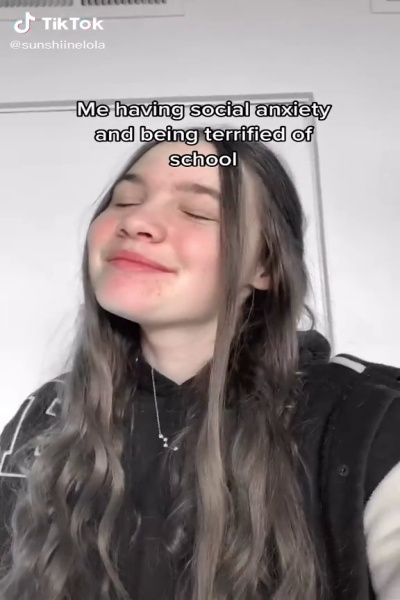 TikTok
@sunshiinelola
Me having social anxiety
and being terrified of
school